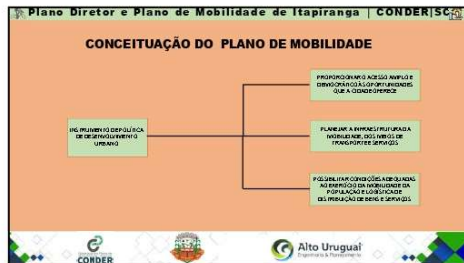 Plano Diretor e Plano de Mobilidade de Itapiranga | CONDER|SC
CONCEITUAÇÃO DO PLANO DE MOBILIDADE
INSTRUMENTO DE POLÍTICA
DE DESENVOLVIMENTO
URBANO
PROPORCIONAR O ACESSO AMPLO E
DEMOCRÁTICO ÀS OPORTUNIDADES
QUE A CIDADE OFERECE
PLANEJAR A INFRAESTRUTURA DA
MOBILIDADE, DOS MEIOS DE
TRANSPORTE E SERVIÇOS
POSSIBILITAR CONDIÇÕES ADEQUADAS
AO EXERCÍCIO DA MOBILIDADE DA
POPULAÇÃO E LOGÍSTICA DE
DISTRIBUIÇÃO DE BENS E SERVIÇOS
CONDER
Alto Uruguai
Engenharia & Planejamento